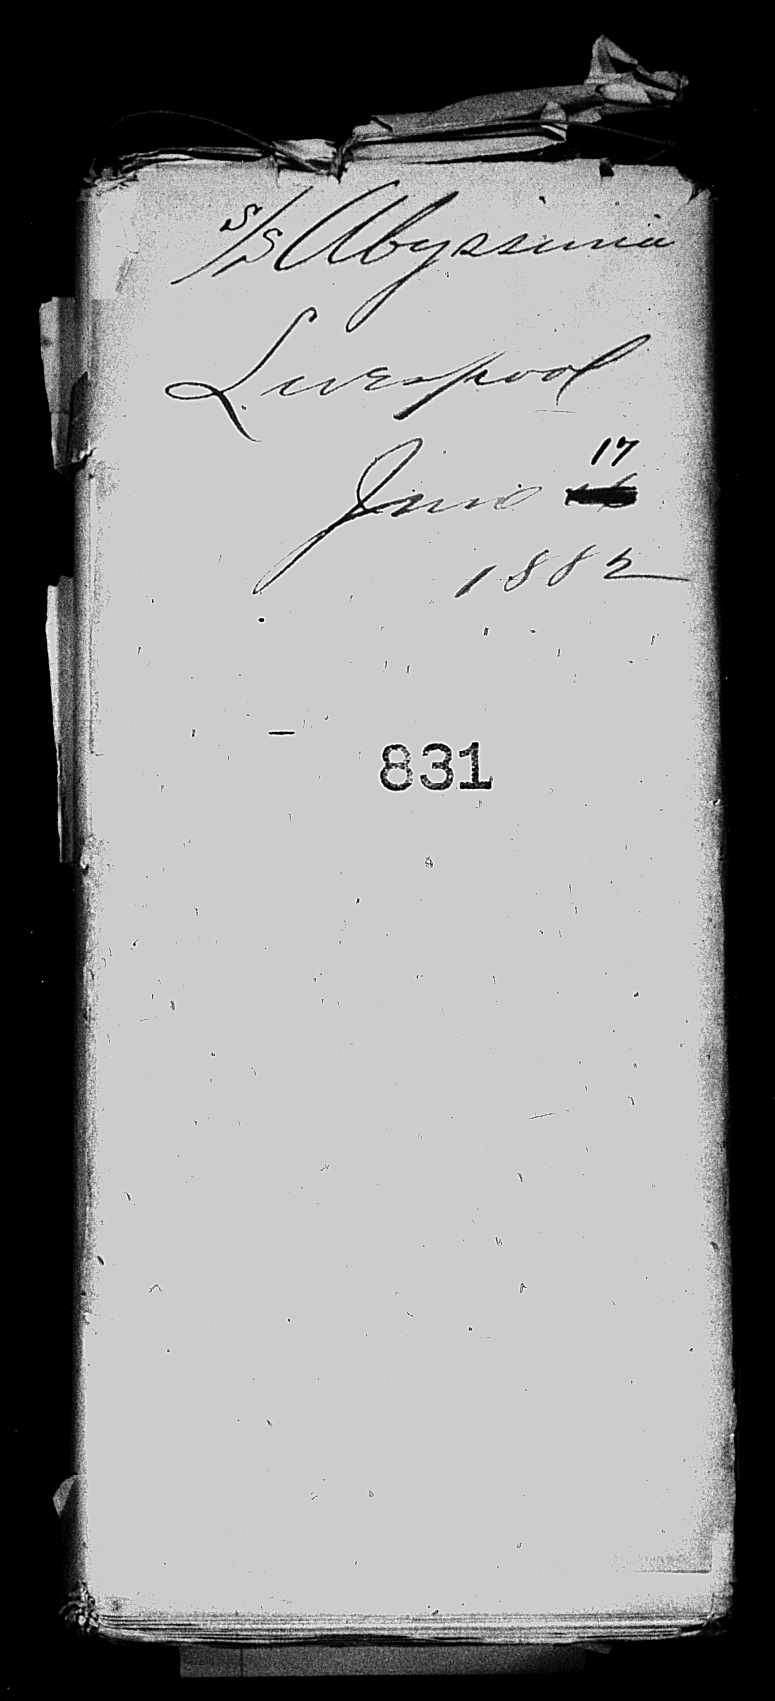 S/S Abyssinia
Liverpool
June 17
1882
831